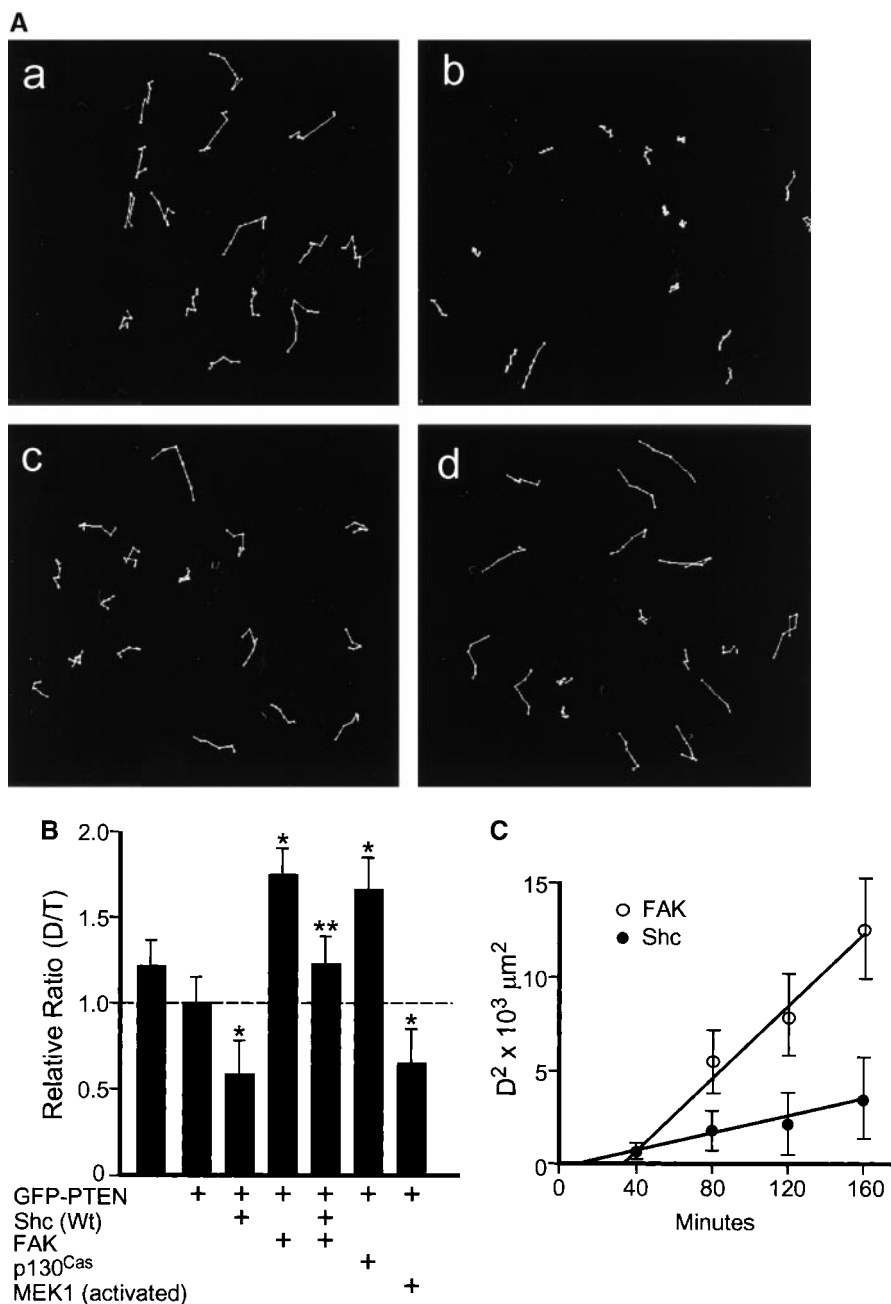 A
a
b
c
d
B
2.0
1.5
1.0
0.5
0
Relative Ratio (D/T)
*
*
**
*
*
GFP-PTEN + + + + + +
Shc (Wt) + +
FAK + +
p130Cas +
MEK1 (activated) +
C
15
10
5
0
D² x 10³ μm²
FAK
Shc
0 40 80 120 160
Minutes